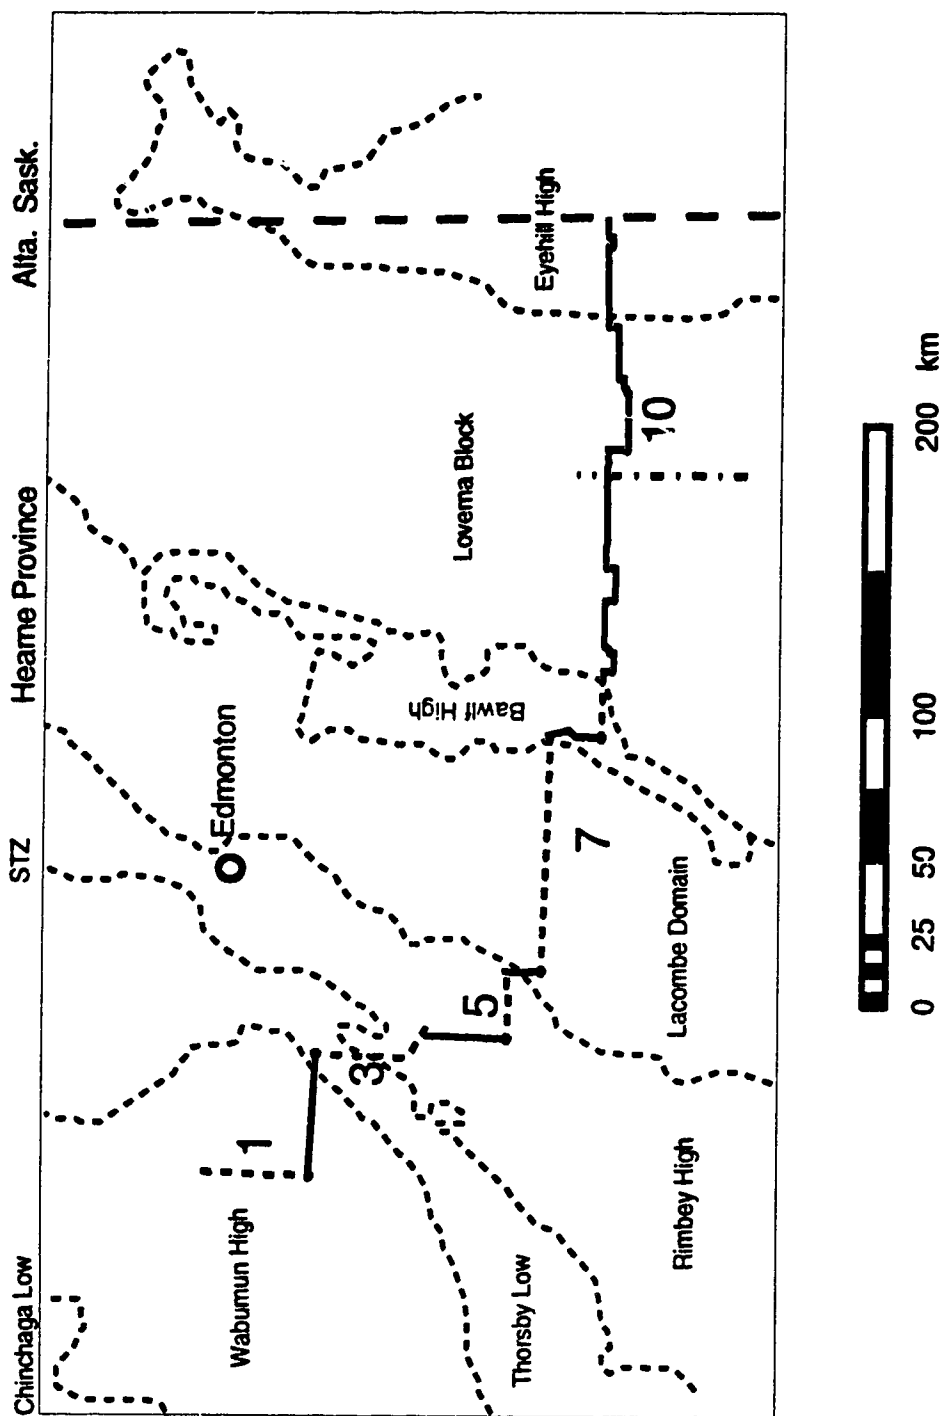 Chinchaga Low
STZ
Hearne Province
Alta. Sask.
Edmonton
Wabumun High
1
3
5
Thorsby Low
Rimbey High
Lacombe Domain
7
Bawlf High
Loverna Block
Eyehill High
10
0 25 50 100 200 km